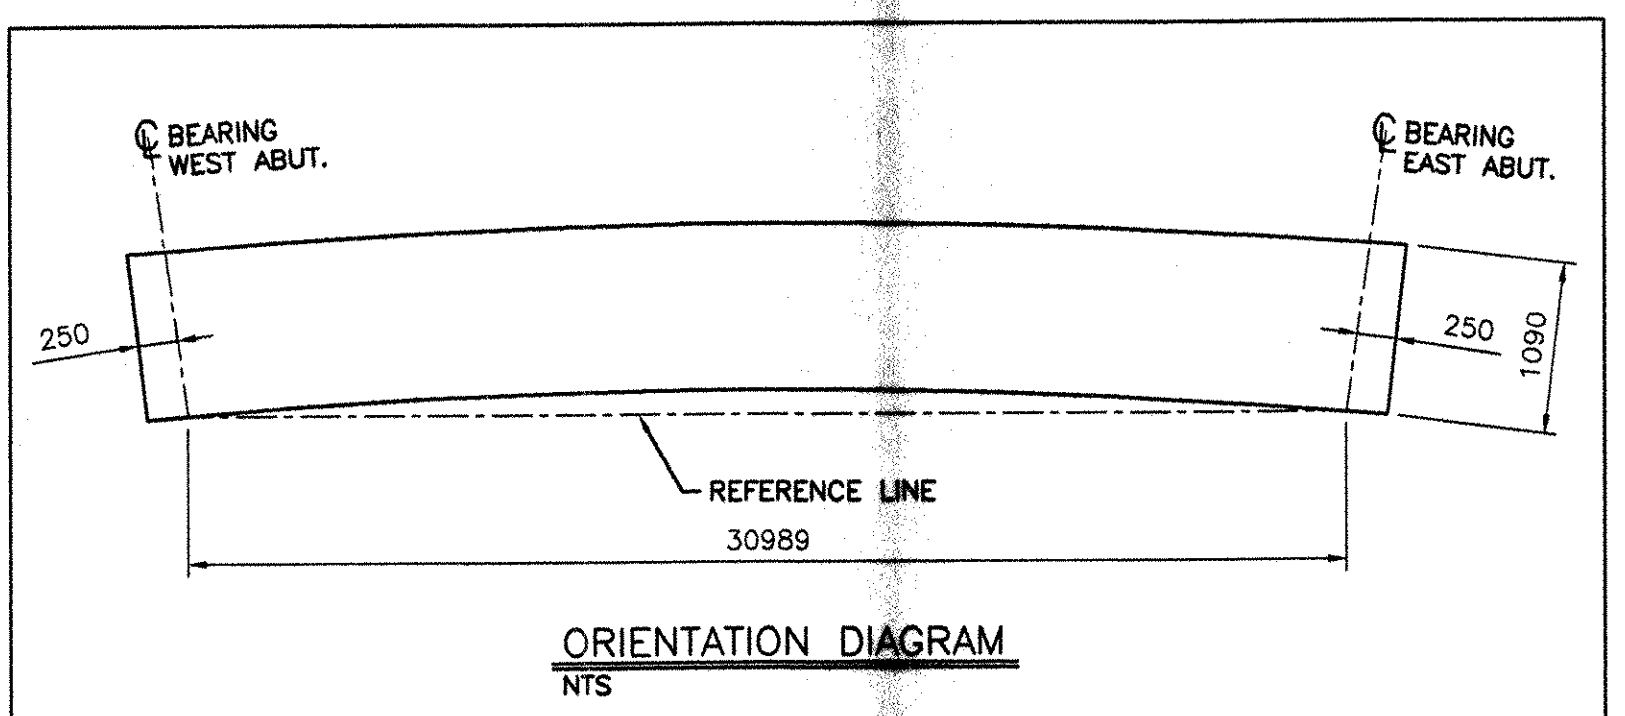 ℄ BEARING
WEST ABUT.
℄ BEARING
EAST ABUT.
250
250
1090
REFERENCE LINE
30989
ORIENTATION DIAGRAM
NTS